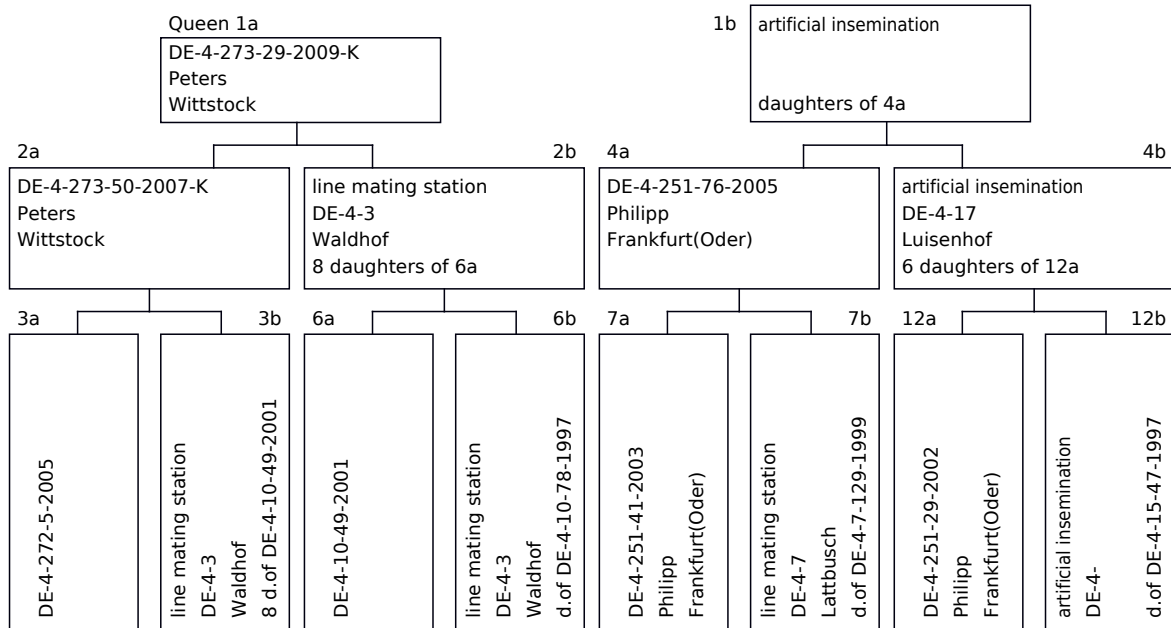 Queen 1a
DE-4-273-29-2009-K
Peters
Wittstock
1b
artificial insemination
daughters of 4a
2a
DE-4-273-50-2007-K
Peters
Wittstock
2b
line mating station
DE-4-3
Waldhof
8 daughters of 6a
4a
DE-4-251-76-2005
Philipp
Frankfurt(Oder)
4b
artificial insemination
DE-4-17
Luisenhof
6 daughters of 12a
3a
DE-4-272-5-2005
3b
line mating station
DE-4-3
Waldhof
8 d.of DE-4-10-49-2001
6a
DE-4-10-49-2001
6b
line mating station
DE-4-3
Waldhof
d.of DE-4-10-78-1997
7a
DE-4-251-41-2003
Philipp
Frankfurt(Oder)
7b
line mating station
DE-4-7
Lattbusch
d.of DE-4-7-129-1999
12a
DE-4-251-29-2002
Philipp
Frankfurt(Oder)
12b
artificial insemination
DE-4-
d.of DE-4-15-47-1997